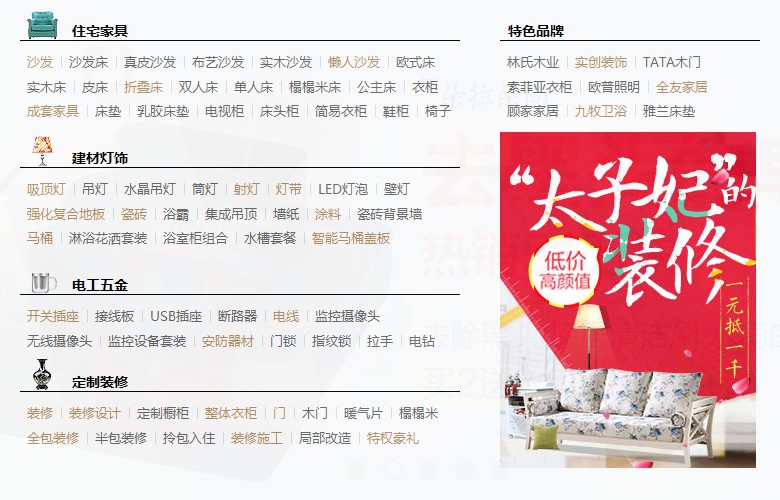 住宅家具
沙发 沙发床 真皮沙发 布艺沙发 实木沙发 懒人沙发 欧式床
实木床 皮床 折叠床 双人床 单人床 榻榻米床 公主床 衣柜
成套家具 床垫 乳胶床垫 电视柜 床头柜 简易衣柜 鞋柜 椅子
建材灯饰
吸顶灯 吊灯 水晶吊灯 筒灯 射灯 灯带 LED灯泡 壁灯
强化复合地板 瓷砖 浴霸 集成吊顶 墙纸 涂料 瓷砖背景墙
马桶 淋浴花洒套装 浴室柜组合 水槽套餐 智能马桶盖板
电工五金
开关插座 接线板 USB插座 断路器 电线 监控摄像头
无线摄像头 监控设备套装 安防器材 门锁 指纹锁 拉手 电钻
定制装修
装修 装修设计 定制橱柜 整体衣柜 门 木门 暖气片 榻榻米
全包装修 半包装修 拎包入住 装修施工 局部改造 特权豪礼
特色品牌
林氏木业 实创装饰 TATA木门
索菲亚衣柜 欧普照明 全友家居
顾家家居 九牧卫浴 雅兰床垫
“太子妃”的
装修
低价
高颜值
一元抵一千